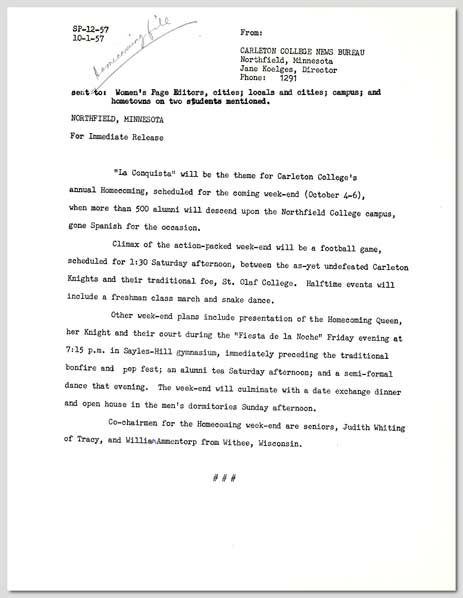 SP-12-57
10-1-57
homecoming file
From:
CARLETON COLLEGE NEWS BUREAU
Northfield, Minnesota
Jane Koelges, Director
Phone: 1291
sent to: Women's Page Editors, cities; locals and cities; campus; and
hometowns on two students mentioned.
NORTHFIELD, MINNESOTA
For Immediate Release
"La Conquista" will be the theme for Carleton College's
annual Homecoming, scheduled for the coming week-end (October 4-6),
when more than 500 alumni will descend upon the Northfield College campus,
gone Spanish for the occasion.
Climax of the action-packed week-end will be a football game,
scheduled for 1:30 Saturday afternoon, between the as-yet undefeated Carleton
Knights and their traditional foe, St. Olaf College. Halftime events will
include a freshman class march and snake dance.
Other week-end plans include presentation of the Homecoming Queen,
her Knight and their court during the "Fiesta de la Noche" Friday evening at
7:15 p.m. in Sayles-Hill gymnasium, immediately preceding the traditional
bonfire and pep fest; an alumni tea Saturday afternoon; and a semi-formal
dance that evening. The week-end will culminate with a date exchange dinner
and open house in the men's dormitories Sunday afternoon.
Co-chairmen for the Homecoming week-end are seniors, Judith Whiting
of Tracy, and William Ammentorp from Withee, Wisconsin.
# # #